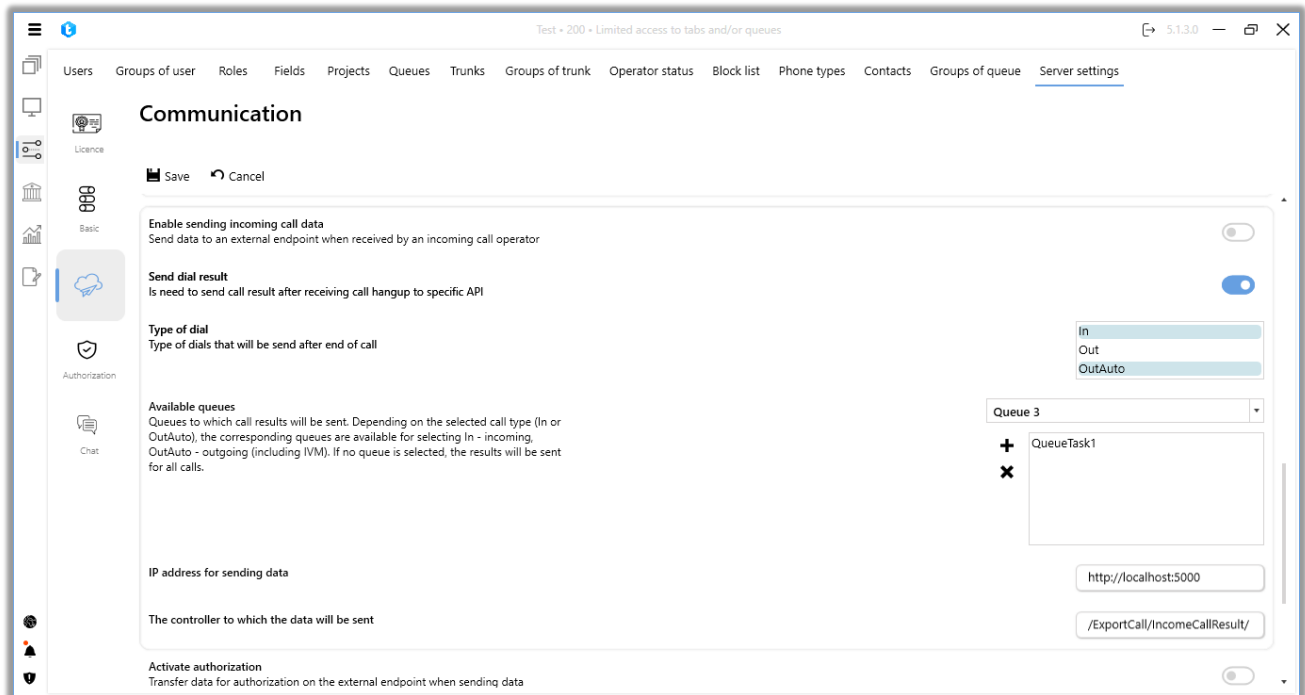 Test • 200 • Limited access to tabs and/or queues
5.1.3.0
Users Groups of user Roles Fields Projects Queues Trunks Groups of trunk Operator status Block list Phone types Contacts Groups of queue Server settings
Communication
Licence
Save Cancel
Basic
Enable sending incoming call data
Send data to an external endpoint when received by an incoming call operator
Send dial result
Is need to send call result after receiving call hangup to specific API
Type of dial
Type of dials that will be send after end of call
In
Out
OutAuto
Authorization
Available queues
Queues to which call results will be sent. Depending on the selected call type (In or
OutAuto), the corresponding queues are available for selecting In - incoming,
OutAuto - outgoing (including IVM). If no queue is selected, the results will be sent
for all calls.
Queue 3
QueueTask1
Chat
IP address for sending data
http://localhost:5000
The controller to which the data will be sent
/ExportCall/IncomeCallResult/
Activate authorization
Transfer data for authorization on the external endpoint when sending data